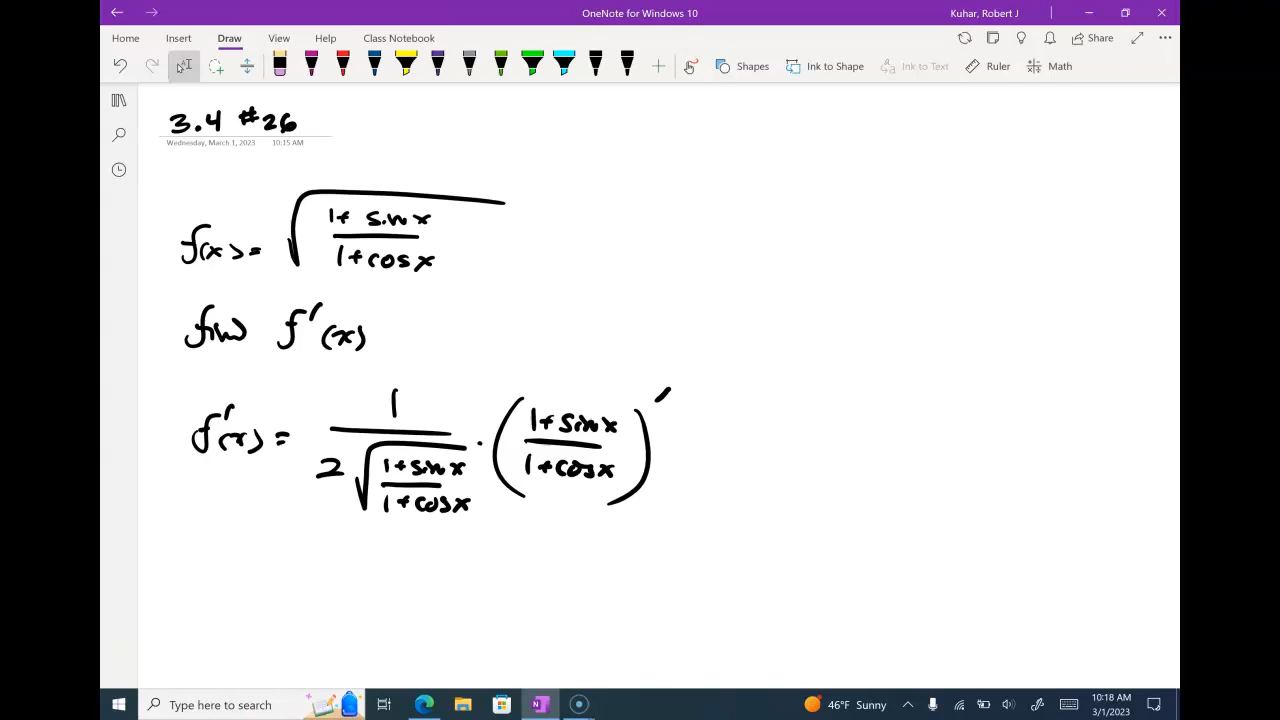 OneNote for Windows 10
Kuhar, Robert J
Home Insert Draw View Help Class Notebook
Share
Shapes Ink to Shape Ink to Text Ruler Math
3.4 #26
Wednesday, March 1, 2023 10:15 AM
f(x) = √((1 + sin x)/(1 + cos x))
find f'(x)
f'(x) = 1/(2√((1 + sin x)/(1 + cos x))) · ((1 + sin x)/(1 + cos x))'
Type here to search
46°F Sunny
10:18 AM
3/1/2023